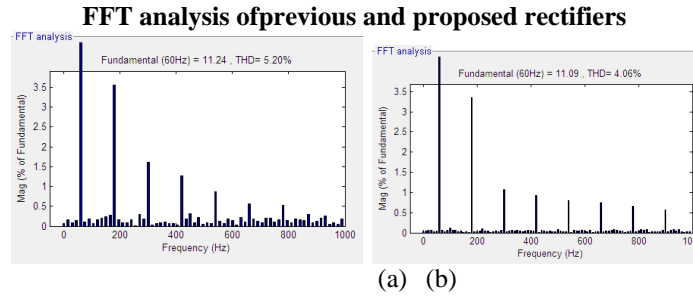 FFT analysis ofprevious and proposed rectifiers
FFT analysis
Fundamental (60Hz) = 11.24 , THD= 5.20%
3.5
3
2.5
2
1.5
1
0.5
0
Mag (% of Fundamental)
0 200 400 600 800 1000
Frequency (Hz)
FFT analysis
Fundamental (60Hz) = 11.09 , THD= 4.06%
3.5
3
2.5
2
1.5
1
0.5
0
Mag (% of Fundamental)
0 200 400 600 800 100
Frequency (Hz)
(a) (b)